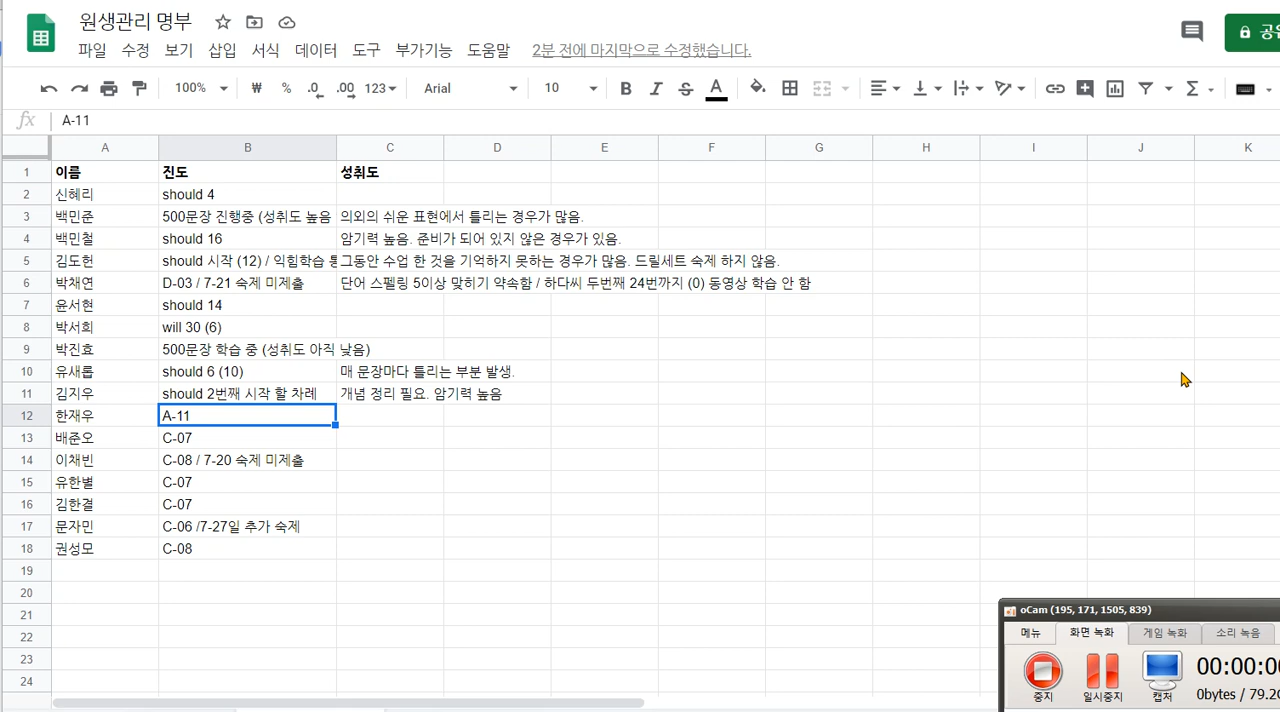 원생관리 명부
파일 수정 보기 삽입 서식 데이터 도구 부가기능 도움말 2분 전에 마지막으로 수정했습니다.
100% ₩ % .0 .00 123 Arial 10 B I S A
fx A-11
A B C D E F G H I J K
1 이름 진도 성취도
2 신혜리 should 4
3 백민준 500문장 진행중 (성취도 높음 의외의 쉬운 표현에서 틀리는 경우가 많음.
4 백민철 should 16 암기력 높음. 준비가 되어 있지 않은 경우가 있음.
5 김도헌 should 시작 (12) / 익힘학습 그동안 수업 한 것을 기억하지 못하는 경우가 많음. 드릴세트 숙제 하지 않음.
6 박채연 D-03 / 7-21 숙제 미제출 단어 스펠링 5이상 맞히기 약속함 / 하다씨 두번째 24번까지 (0) 동영상 학습 안 함
7 윤서현 should 14
8 박서희 will 30 (6)
9 박진효 500문장 학습 중 (성취도 아직 낮음)
10 유새롭 should 6 (10) 매 문장마다 틀리는 부분 발생.
11 김지우 should 2번째 시작 할 차례 개념 정리 필요. 암기력 높음
12 한재우 A-11
13 배준오 C-07
14 이채빈 C-08 / 7-20 숙제 미제출
15 유한별 C-07
16 김한결 C-07
17 문자민 C-06 /7-27일 추가 숙제
18 권성모 C-08
19
20
21
22
23
24
oCam (195, 171, 1505, 839)
메뉴 화면 녹화 게임 녹화 소리 녹음
중지 일시중지 캡처
00:00:0
0bytes / 79.2